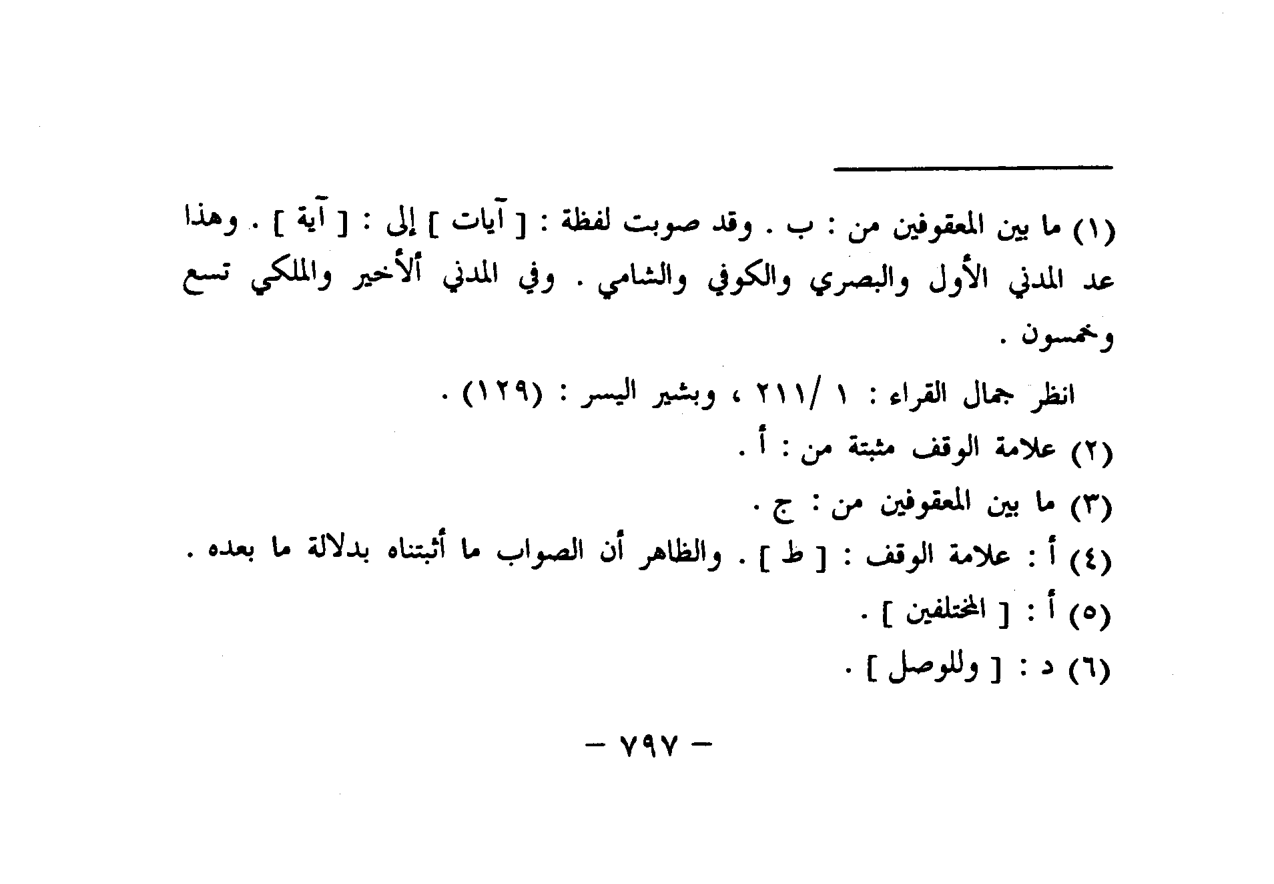 (١) ما بين المعقوفين من : ب . وقد صوبت لفظة : [ آيات ] إلى : [ آية ] . وهذا
عد المدني الأول والبصري والكوفي والشامي . وفي المدني ألأخير والملكي تسع
وخمسون .
انظر جمال القراء : ١ /٢١١ ، وبشير اليسر : (١٢٩) .
(٢) علامة الوقف مثبتة من : أ .
(٣) ما بين المعقوفين من : ج .
(٤) أ : علامة الوقف : [ ط ] . والظاهر أن الصواب ما أثبتناه بدلالة ما بعده .
(٥) أ : [ المختلفين ] .
(٦) د : [ وللوصل ] .
– ٧٩٧ –